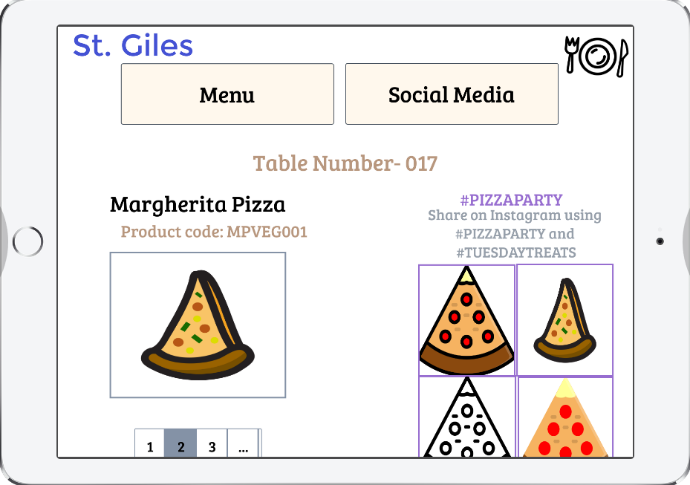 St. Giles
Menu
Social Media
Table Number- 017
Margherita Pizza
Product code: MPVEG001
#PIZZAPARTY
Share on Instagram using
#PIZZAPARTY and
#TUESDAYTREATS
1 2 3 ...